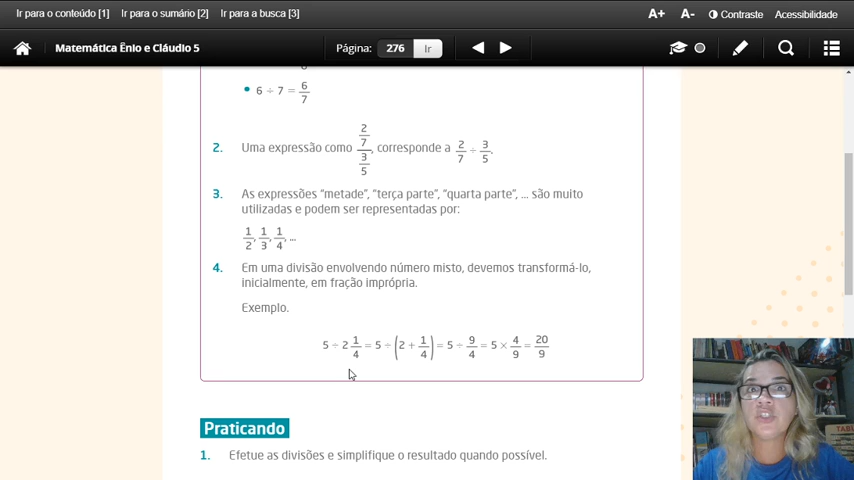 Ir para o conteúdo [1] Ir para o sumário [2] Ir para a busca [3] A+ A- Contraste Acessibilidade
Matemática Ênio e Cláudio 5 Página: 276 Ir
• 6 ÷ 7 = 6/7
2. Uma expressão como (2/7)/(3/5), corresponde a 2/7 ÷ 3/5.
3. As expressões “metade”, “terça parte”, “quarta parte”, ... são muito
utilizadas e podem ser representadas por:
1/2, 1/3, 1/4, ...
4. Em uma divisão envolvendo número misto, devemos transformá-lo,
inicialmente, em fração imprópria.
Exemplo.
5 ÷ 2 1/4 = 5 ÷ (2 + 1/4) = 5 ÷ 9/4 = 5 × 4/9 = 20/9
Praticando
1. Efetue as divisões e simplifique o resultado quando possível.